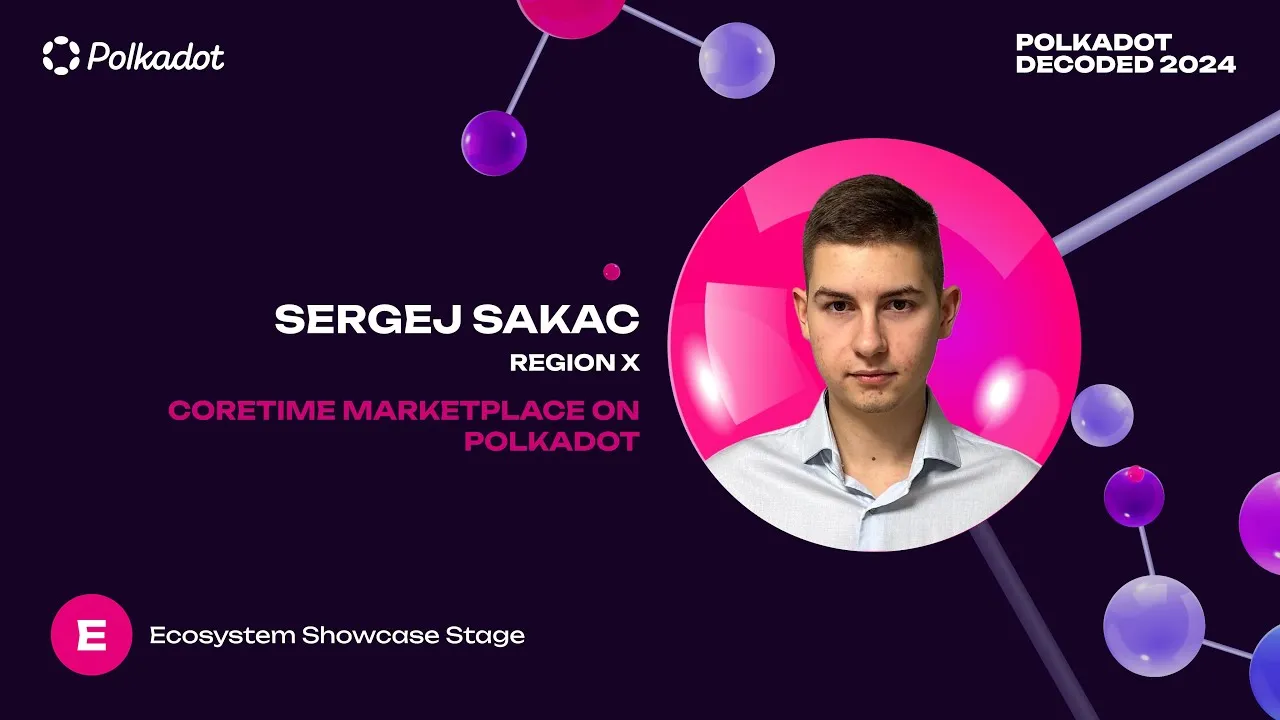 Polkadot
POLKADOT
DECODED 2024
SERGEJ SAKAC
REGION X
CORETIME MARKETPLACE ON
POLKADOT
E
Ecosystem Showcase Stage